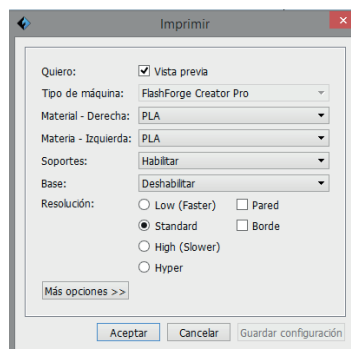 Imprimir
Quiero: Vista previa
Tipo de máquina: FlashForge Creator Pro
Material - Derecha: PLA
Materia - Izquierda: PLA
Soportes: Habilitar
Base: Deshabilitar
Resolución: Low (Faster) Pared
Standard Borde
High (Slower)
Hyper
Más opciones >>
Aceptar Cancelar Guardar configuración